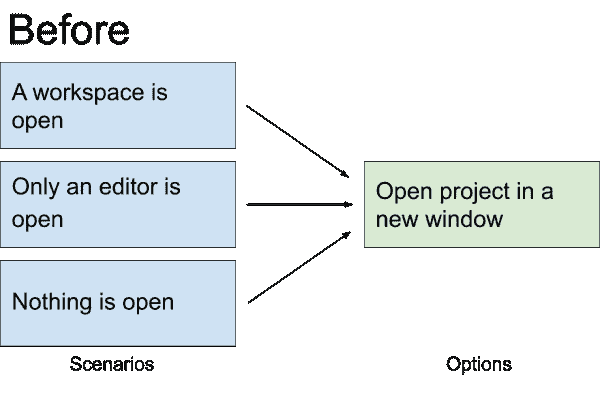 Before
A workspace is
open
Only an editor is
open
Nothing is open
Open project in a
new window
Scenarios
Options